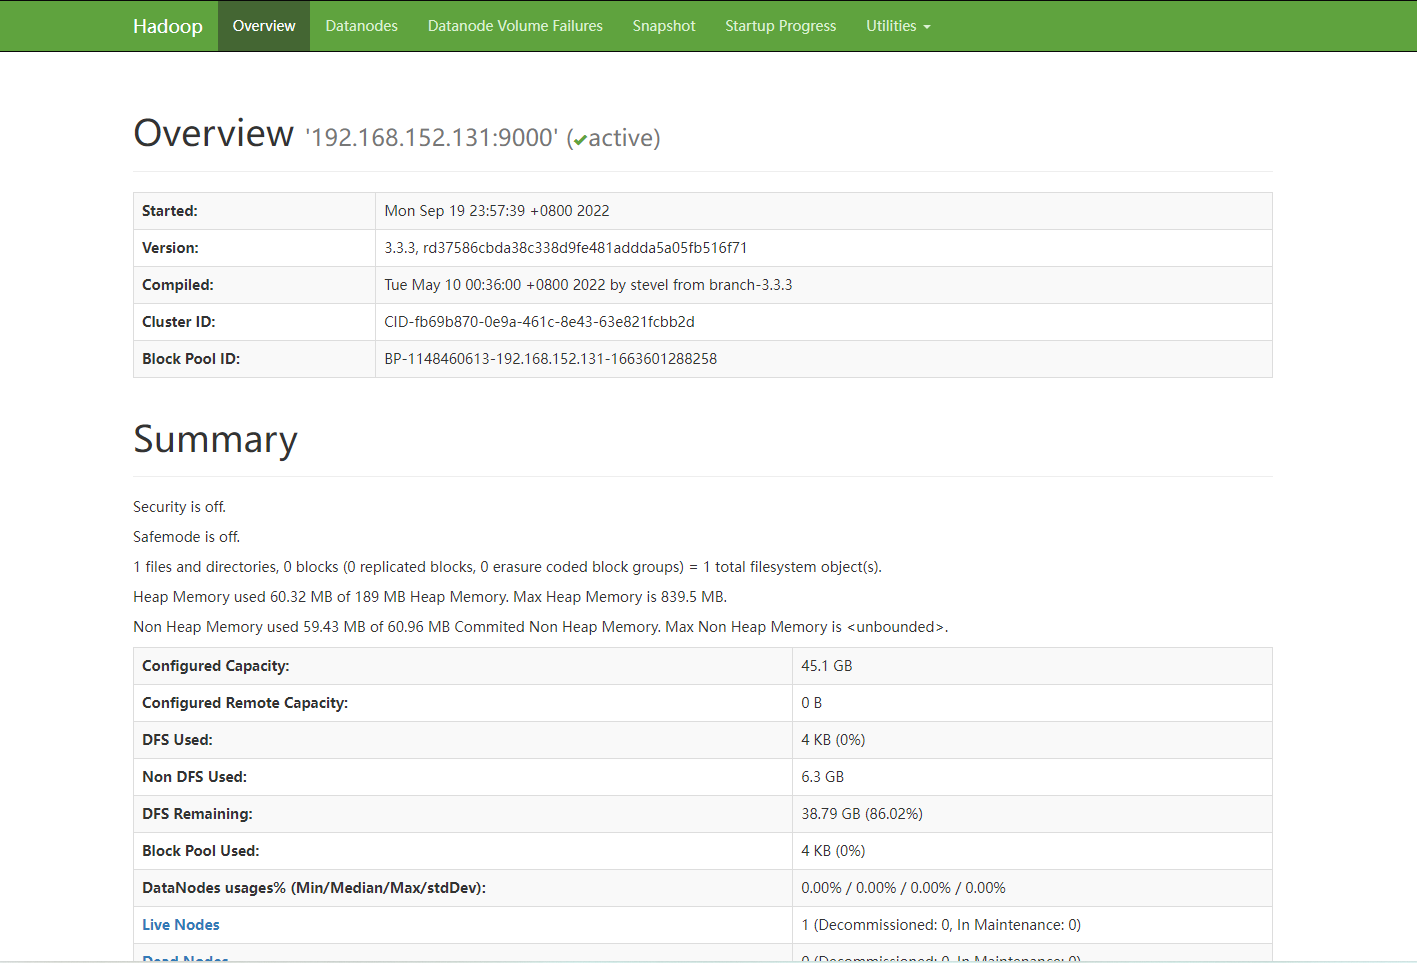 Hadoop Overview Datanodes Datanode Volume Failures Snapshot Startup Progress Utilities
Overview '192.168.152.131:9000' (✔active)
Started: Mon Sep 19 23:57:39 +0800 2022
Version: 3.3.3, rd37586cbda38c338d9fe481addda5a05fb516f71
Compiled: Tue May 10 00:36:00 +0800 2022 by stevel from branch-3.3.3
Cluster ID: CID-fb69b870-0e9a-461c-8e43-63e821fcbb2d
Block Pool ID: BP-1148460613-192.168.152.131-1663601288258
Summary
Security is off.
Safemode is off.
1 files and directories, 0 blocks (0 replicated blocks, 0 erasure coded block groups) = 1 total filesystem object(s).
Heap Memory used 60.32 MB of 189 MB Heap Memory. Max Heap Memory is 839.5 MB.
Non Heap Memory used 59.43 MB of 60.96 MB Commited Non Heap Memory. Max Non Heap Memory is <unbounded>.
Configured Capacity: 45.1 GB
Configured Remote Capacity: 0 B
DFS Used: 4 KB (0%)
Non DFS Used: 6.3 GB
DFS Remaining: 38.79 GB (86.02%)
Block Pool Used: 4 KB (0%)
DataNodes usages% (Min/Median/Max/stdDev): 0.00% / 0.00% / 0.00% / 0.00%
Live Nodes 1 (Decommissioned: 0, In Maintenance: 0)
Dead Nodes 0 (Decommissioned: 0, In Maintenance: 0)